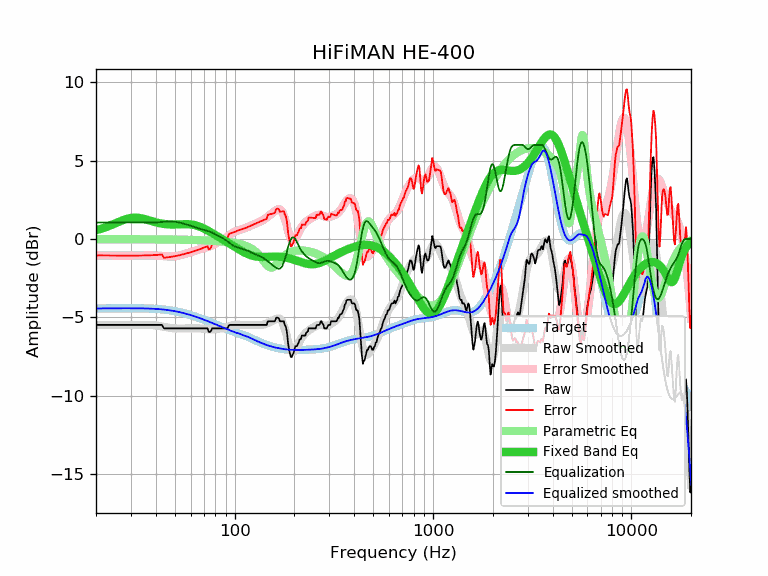 HiFiMAN HE-400
10
5
0
−5
−10
−15
Amplitude (dBr)
100
1000
10000
Frequency (Hz)
Target
Raw Smoothed
Error Smoothed
Raw
Error
Parametric Eq
Fixed Band Eq
Equalization
Equalized smoothed